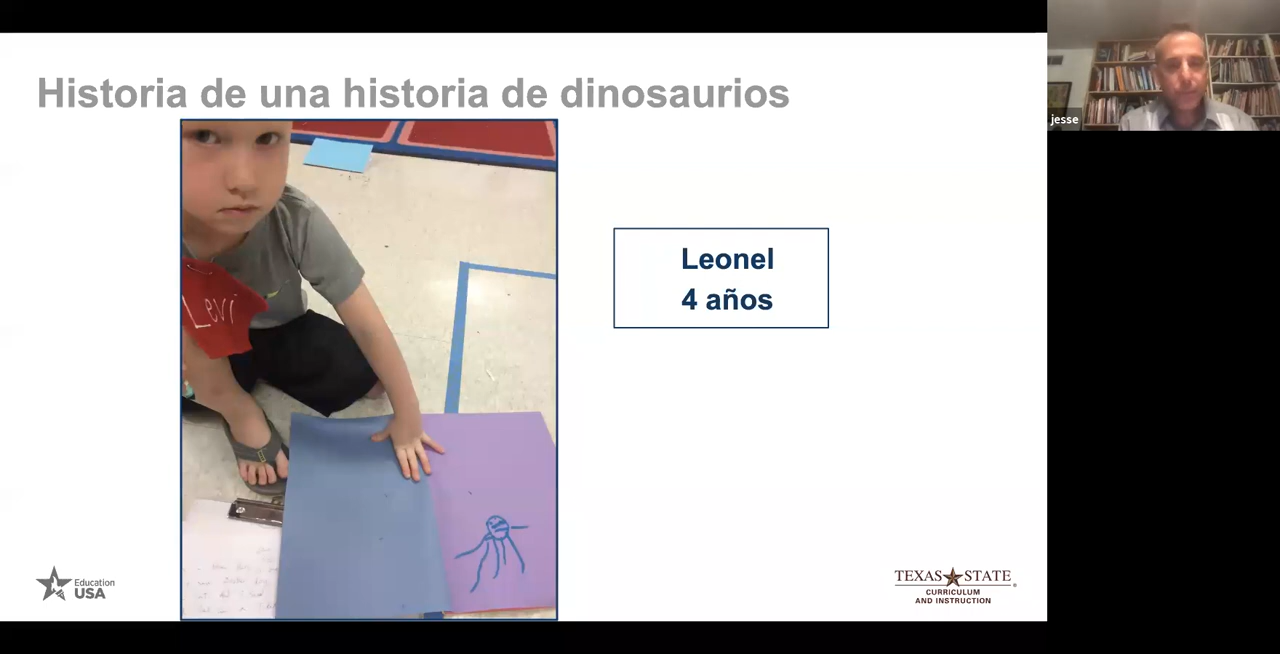 Historia de una historia de dinosaurios
jesse
Leonel
4 años
Levi
Education
USA
TEXAS STATE
CURRICULUM
AND INSTRUCTION